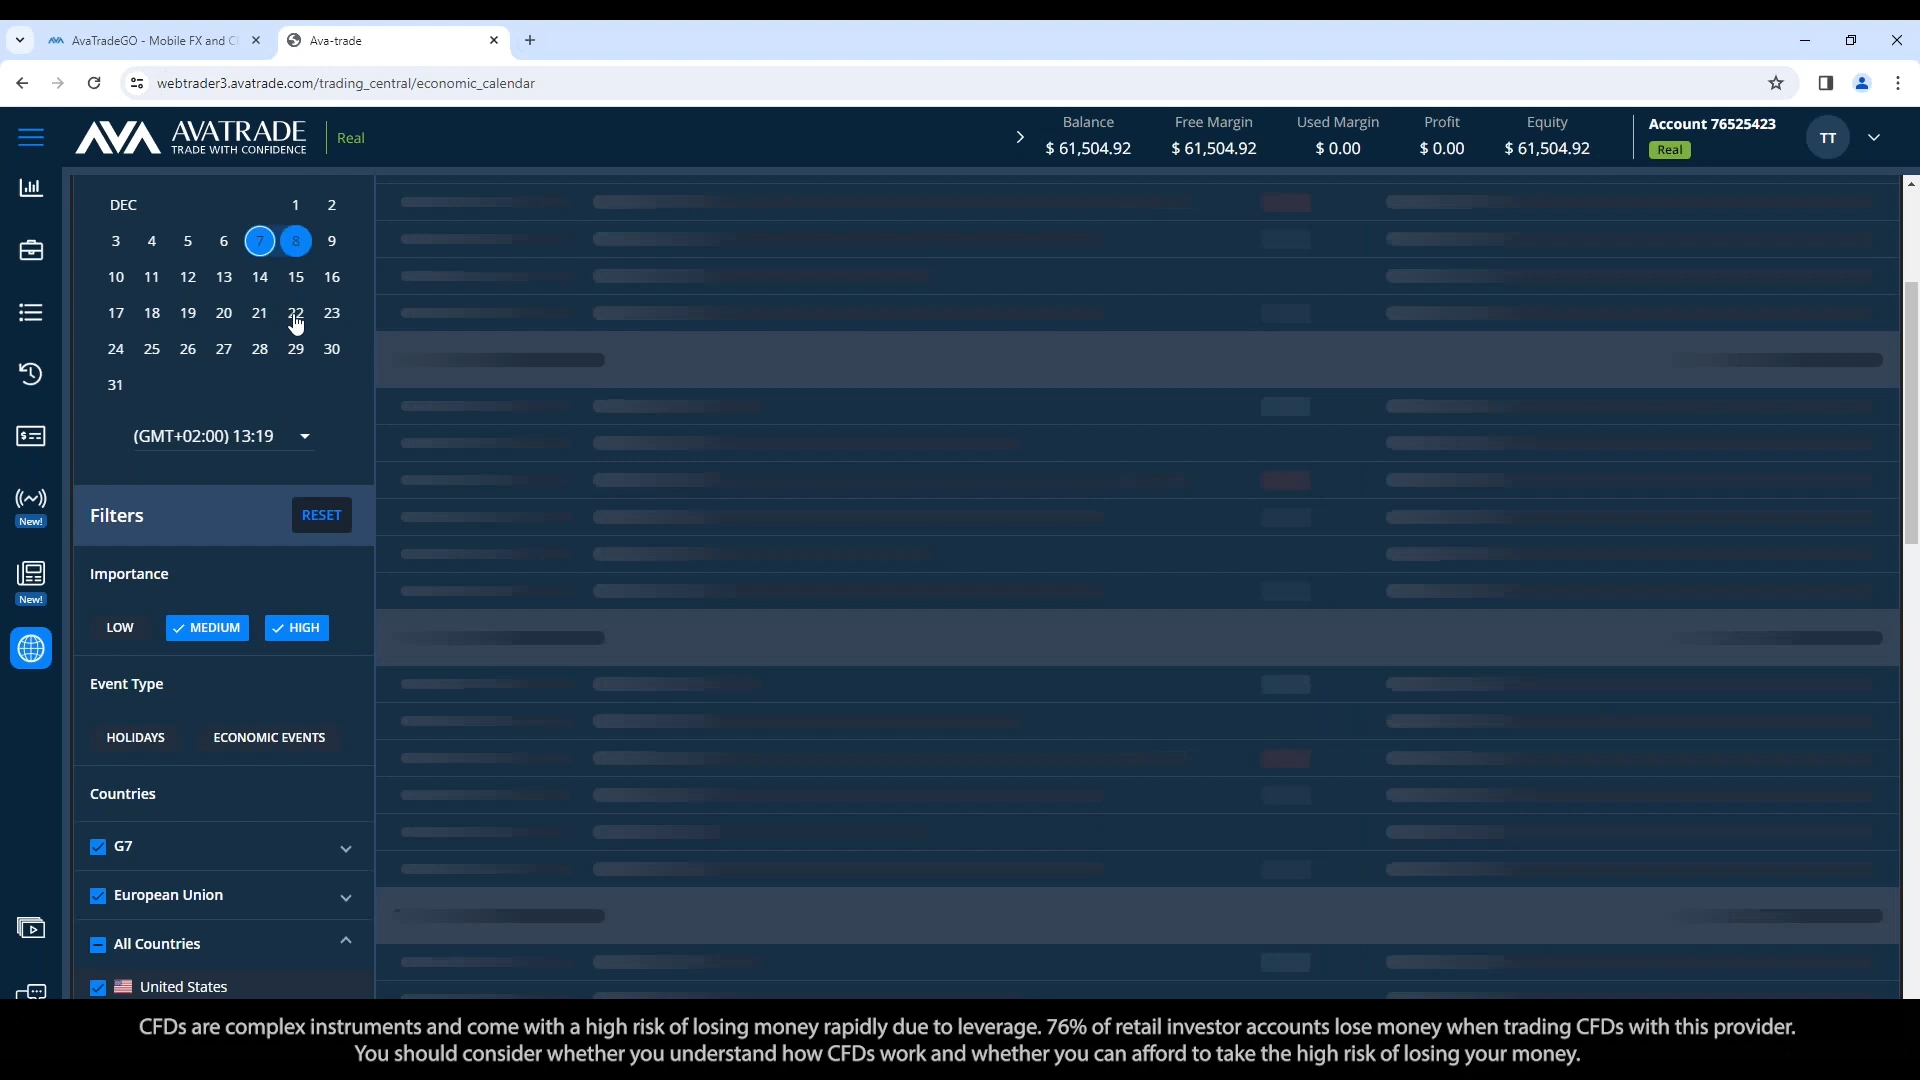 AvaTradeGO - Mobile FX and C
Ava-trade
webtrader3.avatrade.com/trading_central/economic_calendar
AVA AVATRADE
TRADE WITH CONFIDENCE
Real
Balance
$ 61,504.92
Free Margin
$ 61,504.92
Used Margin
$ 0.00
Profit
$ 0.00
Equity
$ 61,504.92
Account 76525423
Real
TT
DEC 1 2
3 4 5 6 7 8 9
10 11 12 13 14 15 16
17 18 19 20 21 22 23
24 25 26 27 28 29 30
31
(GMT+02:00) 13:19
New!
New!
Filters RESET
Importance
LOW MEDIUM HIGH
Event Type
HOLIDAYS ECONOMIC EVENTS
Countries
G7
European Union
All Countries
United States
CFDs are complex instruments and come with a high risk of losing money rapidly due to leverage. 76% of retail investor accounts lose money when trading CFDs with this provider.
You should consider whether you understand how CFDs work and whether you can afford to take the high risk of losing your money.